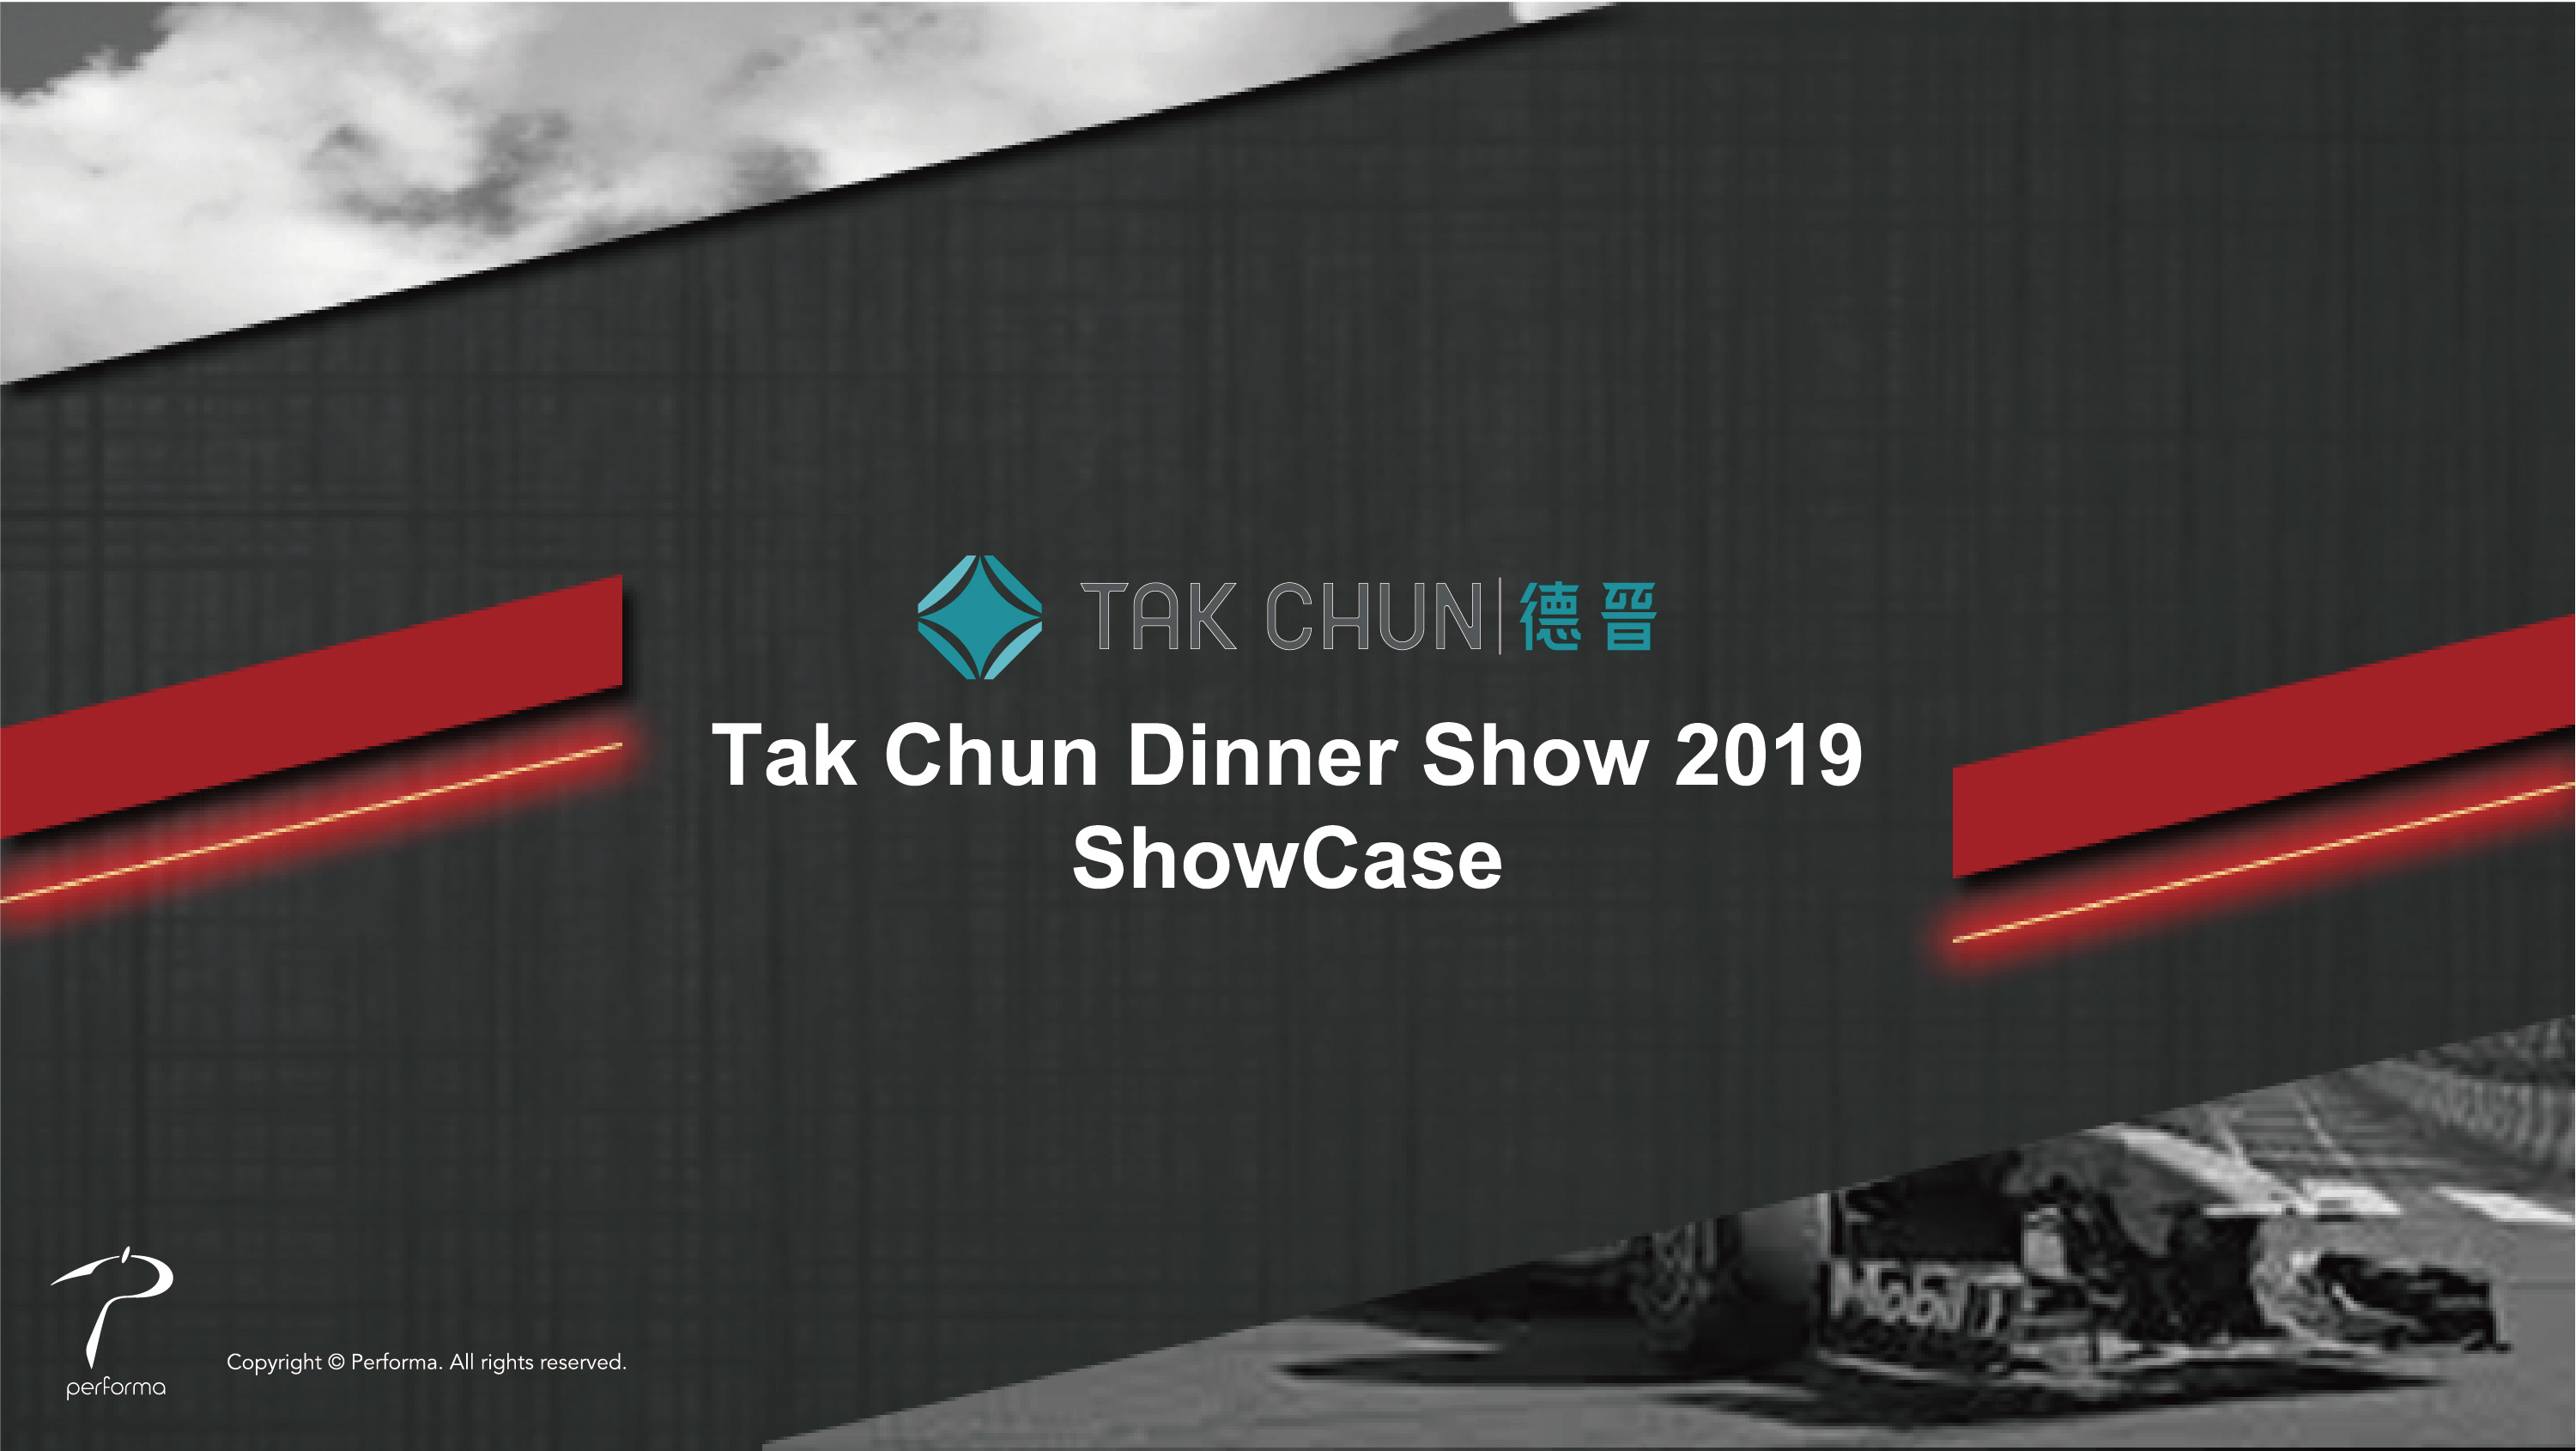 TAK CHUN 德晉
Tak Chun Dinner Show 2019
ShowCase
Mobil 1
performa
Copyright © Performa. All rights reserved.